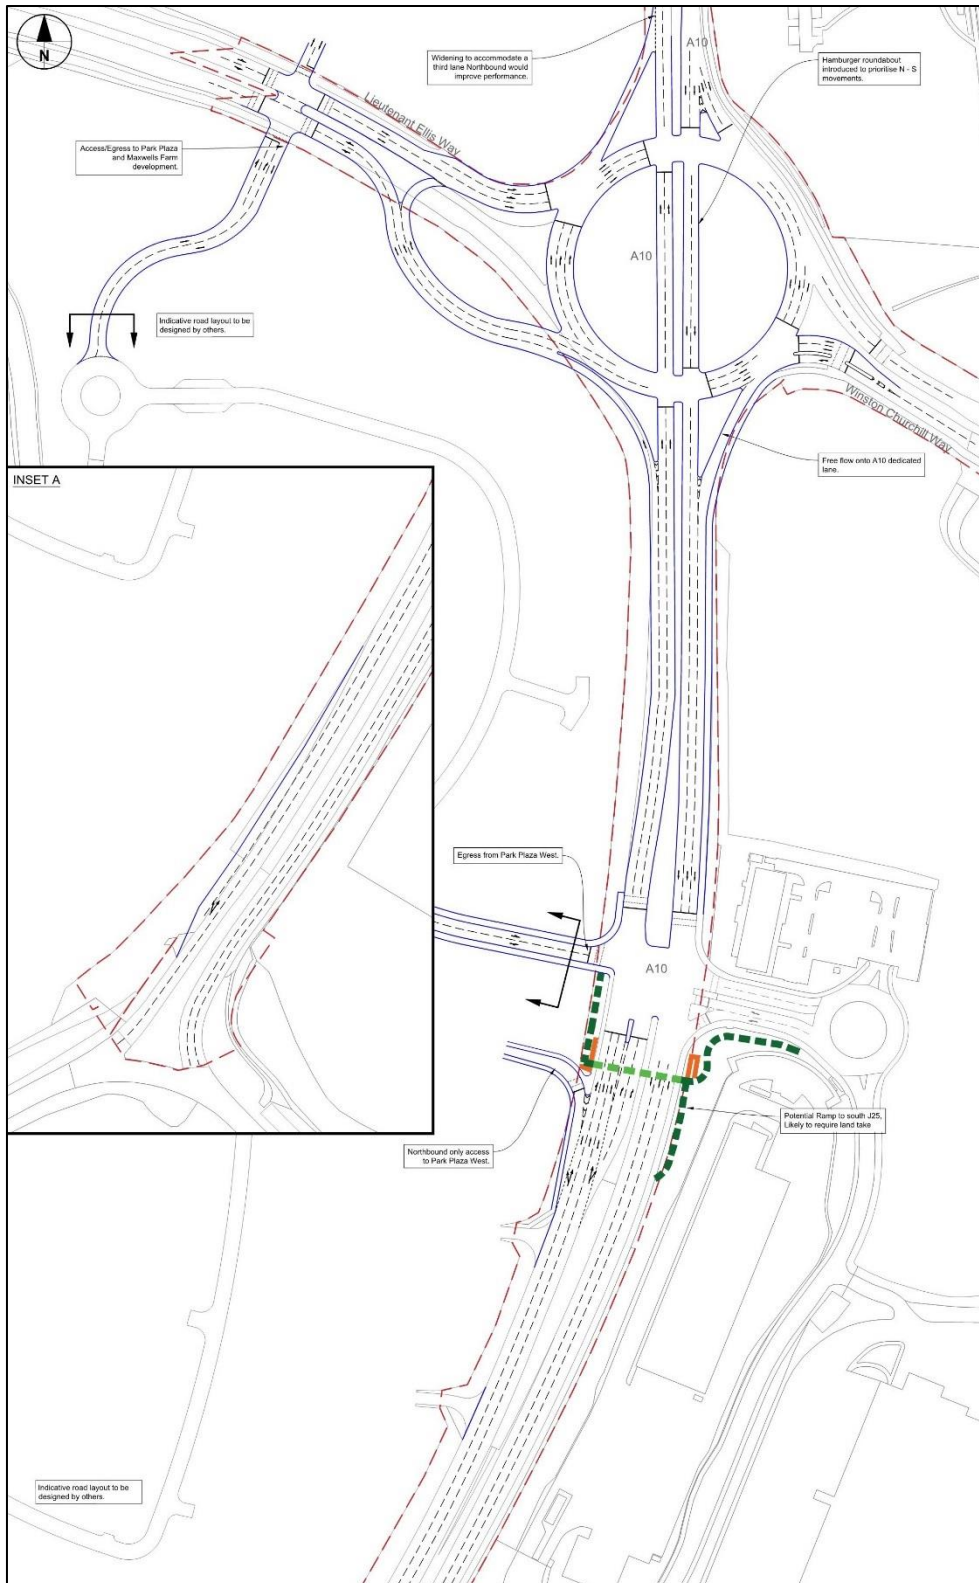 N
Widening to accommodate a
third lane Northbound would
improve performance.
A10
Hamburger roundabout
introduced to prioritise N - S
movements.
Lieutenant Ellis Way
Access/Egress to Park Plaza
and Maxwells Farm
development.
A10
Indicative road layout to be
designed by others.
Winston Churchill Way
Free flow onto A10 dedicated
lane.
INSET A
Egress from Park Plaza West.
A10
Potential Ramp to south J25,
Likely to require land take
Northbound only access
to Park Plaza West.
Indicative road layout to be
designed by others.